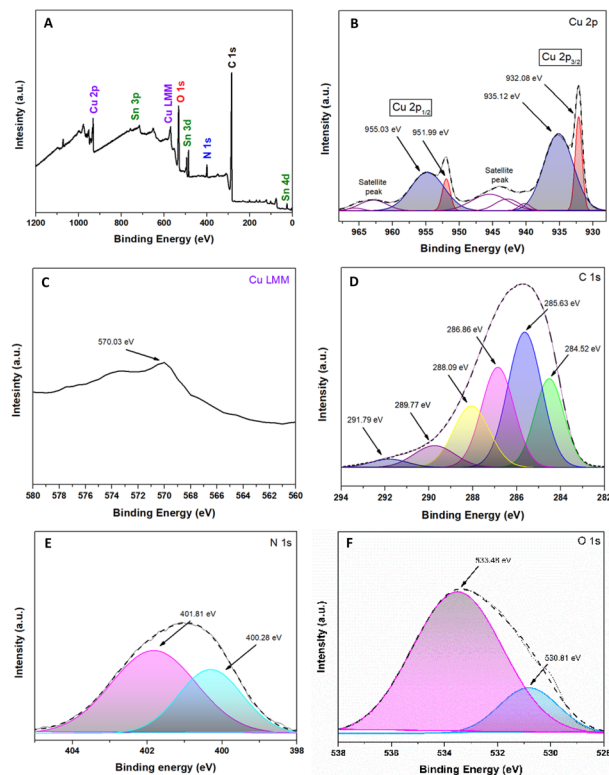 A
C 1s
Cu 2p
Sn 3p
Cu LMM
O 1s
Sn 3d
N 1s
Sn 4d
Intesinty (a.u.)
1200 1000 800 600 400 200 0
Binding Energy (eV)
B
Cu 2p
Cu 2p3/2
932.08 eV
935.12 eV
Cu 2p1/2
955.03 eV
951.99 eV
Satellite peak
Satellite peak
Intensity (a.u.)
965 960 955 950 945 940 935 930
Binding Energy (eV)
C
Cu LMM
570.03 eV
Intesinty (a.u.)
580 578 576 574 572 570 568 566 564 562 560
Binding Energy (eV)
D
C 1s
285.63 eV
286.86 eV
284.52 eV
288.09 eV
289.77 eV
291.79 eV
Intensity (a.u.)
294 292 290 288 286 284 282
Binding Energy (eV)
E
N 1s
401.81 eV
400.28 eV
Intensity (a.u.)
404 402 400 398
Binding energy (eV)
F
O 1s
533.48 eV
530.81 eV
Intensity (a.u.)
538 536 534 532 530 528
Binding Energy (eV)